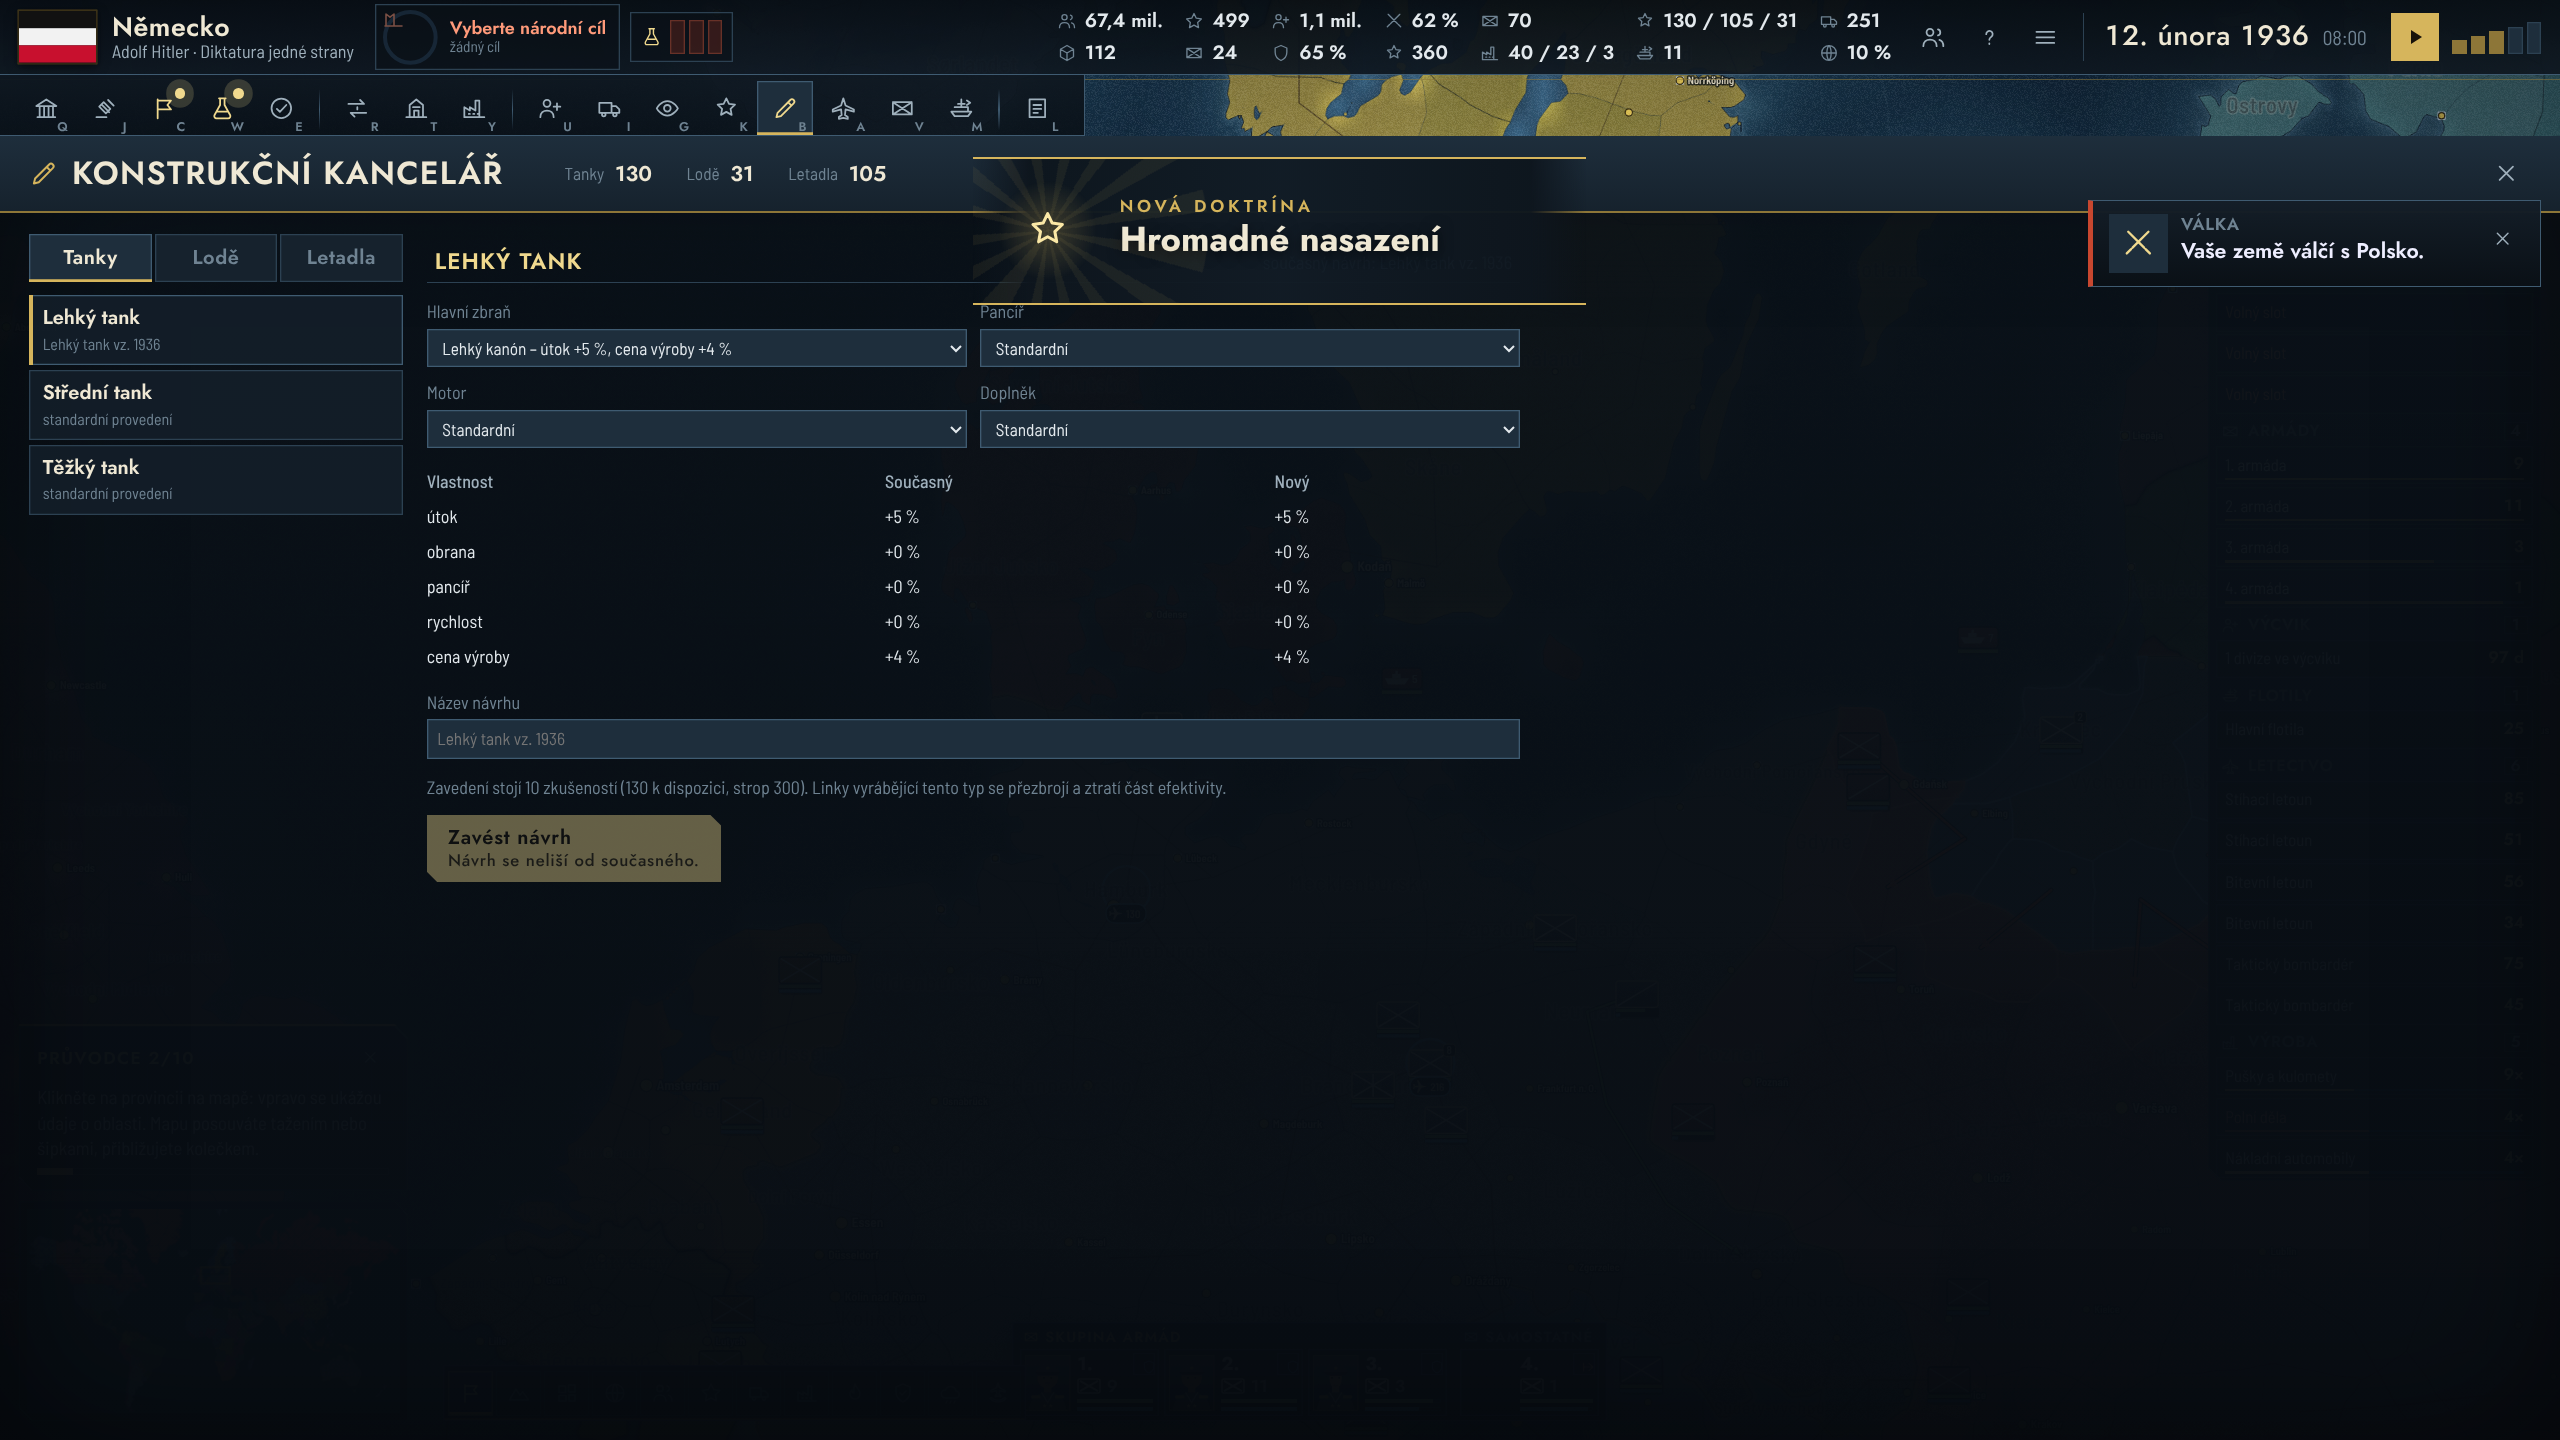 Německo
Adolf Hitler · Diktatura jedné strany
Vyberte národní cíl
žádný cíl
67,4 mil. 499 1,1 mil. 62 % 70 130 / 105 / 31 251
112 24 65 % 360 40 / 23 / 3 11 10 %
?
12. února 1936 08:00
Q J C W E R T Y U I G K B A V M L
Norrköping
Ostrovy
KONSTRUKČNÍ KANCELÁŘ
Tanky 130 Lodě 31 Letadla 105
NOVÁ DOKTRÍNA
Hromadné nasazení
VÁLKA
Vaše země válčí s Polsko.
Tanky Lodě Letadla
Lehký tank
Lehký tank vz. 1936
Střední tank
standardní provedení
Těžký tank
standardní provedení
LEHKÝ TANK
Hlavní zbraň Pancíř
Lehký kanón – útok +5 %, cena výroby +4 % Standardní
Motor Doplněk
Standardní Standardní
Vlastnost Současný Nový
útok +5 % +5 %
obrana +0 % +0 %
pancíř +0 % +0 %
rychlost +0 % +0 %
cena výroby +4 % +4 %
Název návrhu
Lehký tank vz. 1936
Zavedení stojí 10 zkušeností (130 k dispozici, strop 300). Linky vyrábějící tento typ se přezbrojí a ztratí část efektivity.
Zavést návrh
Návrh se neliší od současného.
PRŮVODCE 2/10